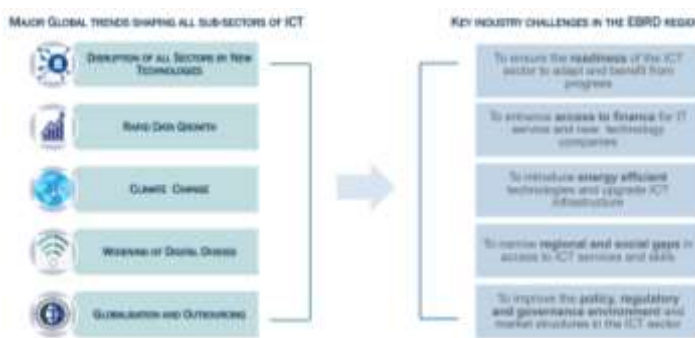 MAJOR GLOBAL TRENDS SHAPING ALL SUB-SECTORS OF ICT
DISRUPTION OF ALL SECTORS BY NEW
TECHNOLOGIES
RAPID DATA GROWTH
CLIMATE CHANGE
WIDENING OF DIGITAL DIVIDE
GLOBALISATION AND OUTSOURCING
KEY INDUSTRY CHALLENGES IN THE EBRD REGION
To ensure the readiness of the ICT
sector to adapt and benefit from
progress
To enhance access to finance for IT
service and new technology
companies
To introduce energy efficient
technologies and upgrade ICT
infrastructure
To narrow regional and social gaps in
access to ICT services and skills
To improve the policy, regulatory
and governance environment and
market structures in the ICT sector